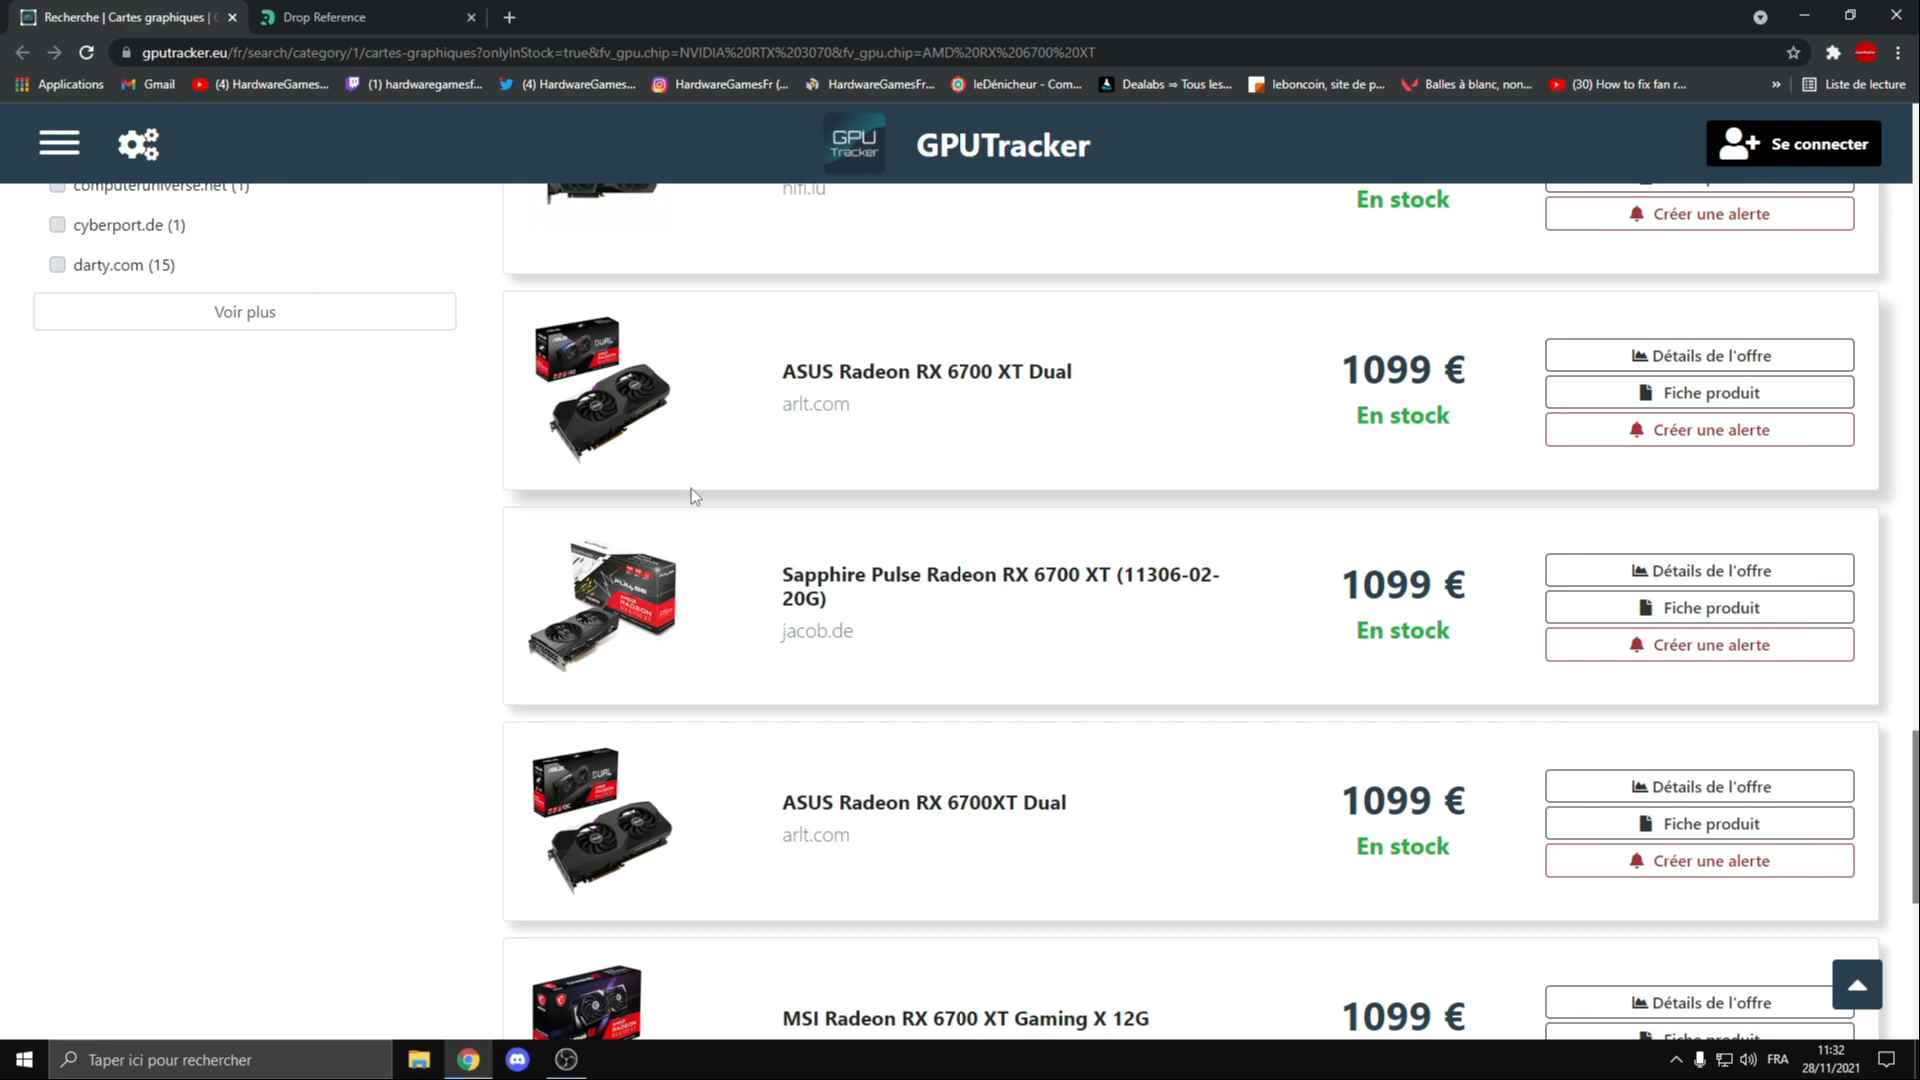 Recherche | Cartes graphiques | G
Drop Reference
gputracker.eu/fr/search/category/1/cartes-graphiques?onlyInStock=true&fv_gpu.chip=NVIDIA%20RTX%203070&fv_gpu.chip=AMD%20RX%206700%20XT
Applications
Gmail
(4) HardwareGames...
(1) hardwaregamesf...
(4) HardwareGames...
HardwareGamesFr (...
HardwareGamesFr...
leDénicheur - Com...
Dealabs ⇒ Tous les...
leboncoin, site de p...
Balles à blanc, non...
(30) How to fix fan r...
»
Liste de lecture
GPU
Tracker
GPUTracker
Se connecter
computeruniverse.net (1)
cyberport.de (1)
darty.com (15)
Voir plus
hifi.lu
En stock
Créer une alerte
ASUS Radeon RX 6700 XT Dual
arlt.com
1099 €
En stock
Détails de l'offre
Fiche produit
Créer une alerte
Sapphire Pulse Radeon RX 6700 XT (11306-02-
20G)
jacob.de
1099 €
En stock
Détails de l'offre
Fiche produit
Créer une alerte
ASUS Radeon RX 6700XT Dual
arlt.com
1099 €
En stock
Détails de l'offre
Fiche produit
Créer une alerte
MSI Radeon RX 6700 XT Gaming X 12G
1099 €
Détails de l'offre
Fiche produit
Taper ici pour rechercher
FRA
11:32
28/11/2021